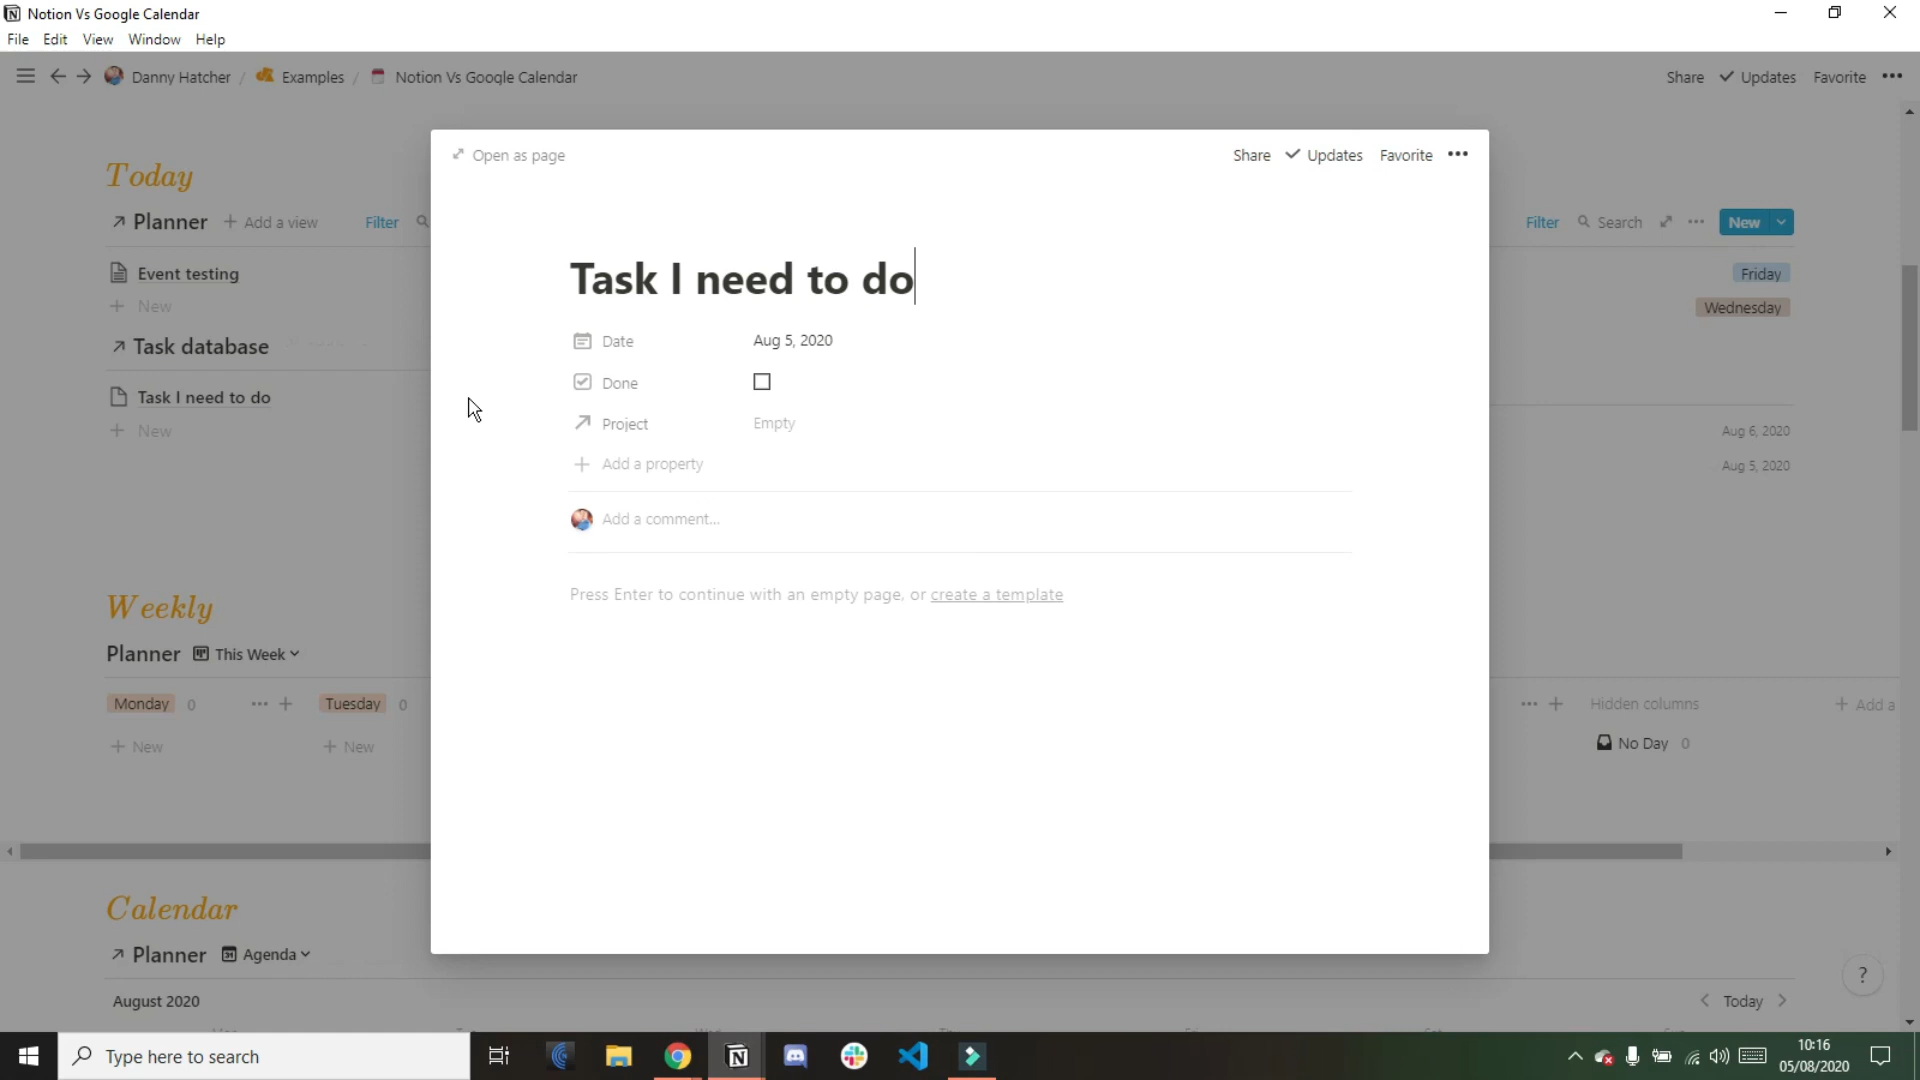 Notion Vs Google Calendar
File Edit View Window Help
Danny Hatcher / Examples / Notion Vs Google Calendar
Share Updates Favorite
Today
Planner Add a view Filter
Event testing
New
Task database
Task I need to do
New
Open as page
Share Updates Favorite
Task I need to do
Date Aug 5, 2020
Done
Project Empty
Add a property
Add a comment...
Press Enter to continue with an empty page, or create a template
Filter Search New
Friday
Wednesday
Aug 6, 2020
Aug 5, 2020
Weekly
Planner This Week
Monday 0 Tuesday 0
New New
Hidden columns Add a
No Day 0
Calendar
Planner 31 Agenda
August 2020
Today
?
Type here to search
10:16
05/08/2020